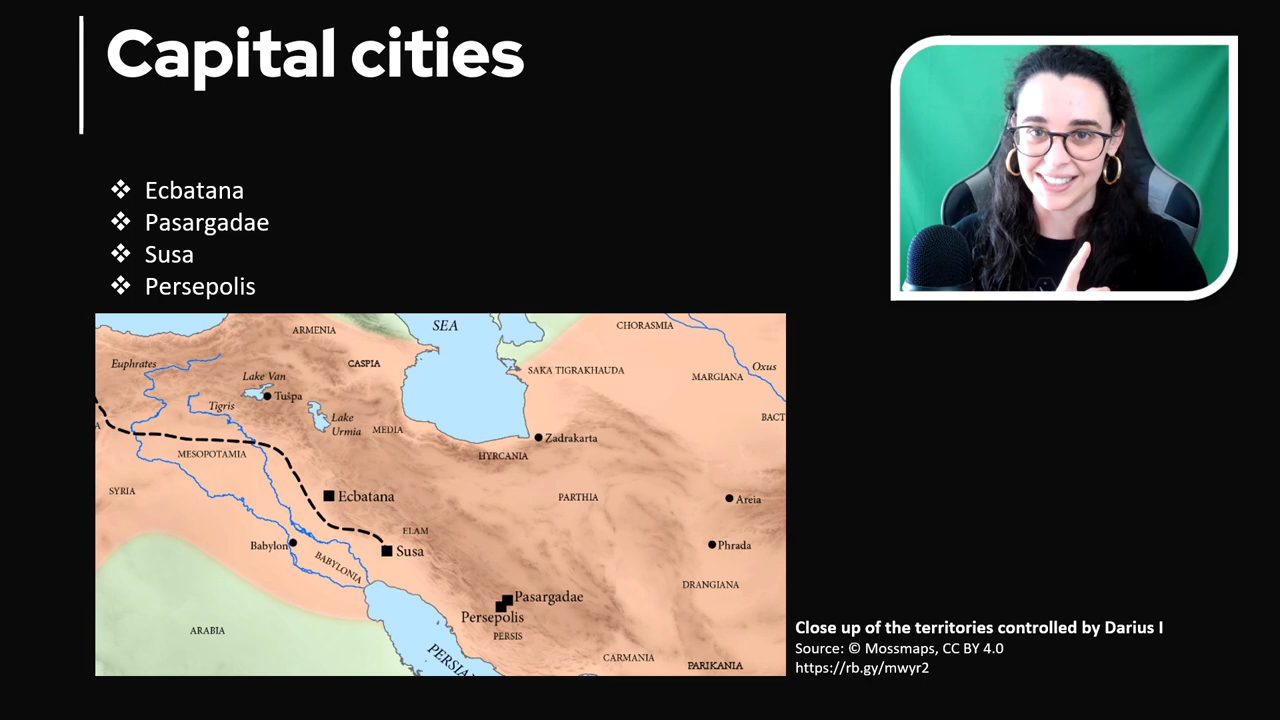 Capital cities
❖ Ecbatana
❖ Pasargadae
❖ Susa
❖ Persepolis
SEA
CHORASMIA
ARMENIA
Euphrates
CASPIA
SAKA TIGRAKHAUDA
Oxus
MARGIANA
Lake Van
Tušpa
Tigris
Lake
Urmia
MEDIA
BACT
A
Zadrakarta
MESOPOTAMIA
HYRCANIA
SYRIA
Ecbatana
PARTHIA
Areia
ELAM
Babylon
Susa
Phrada
BABYLONIA
DRANGIANA
Pasargadae
Persepolis
PERSIS
ARABIA
PERSIA
CARMANIA
PARIKANIA
Close up of the territories controlled by Darius I
Source: © Mossmaps, CC BY 4.0
https://rb.gy/mwyr2